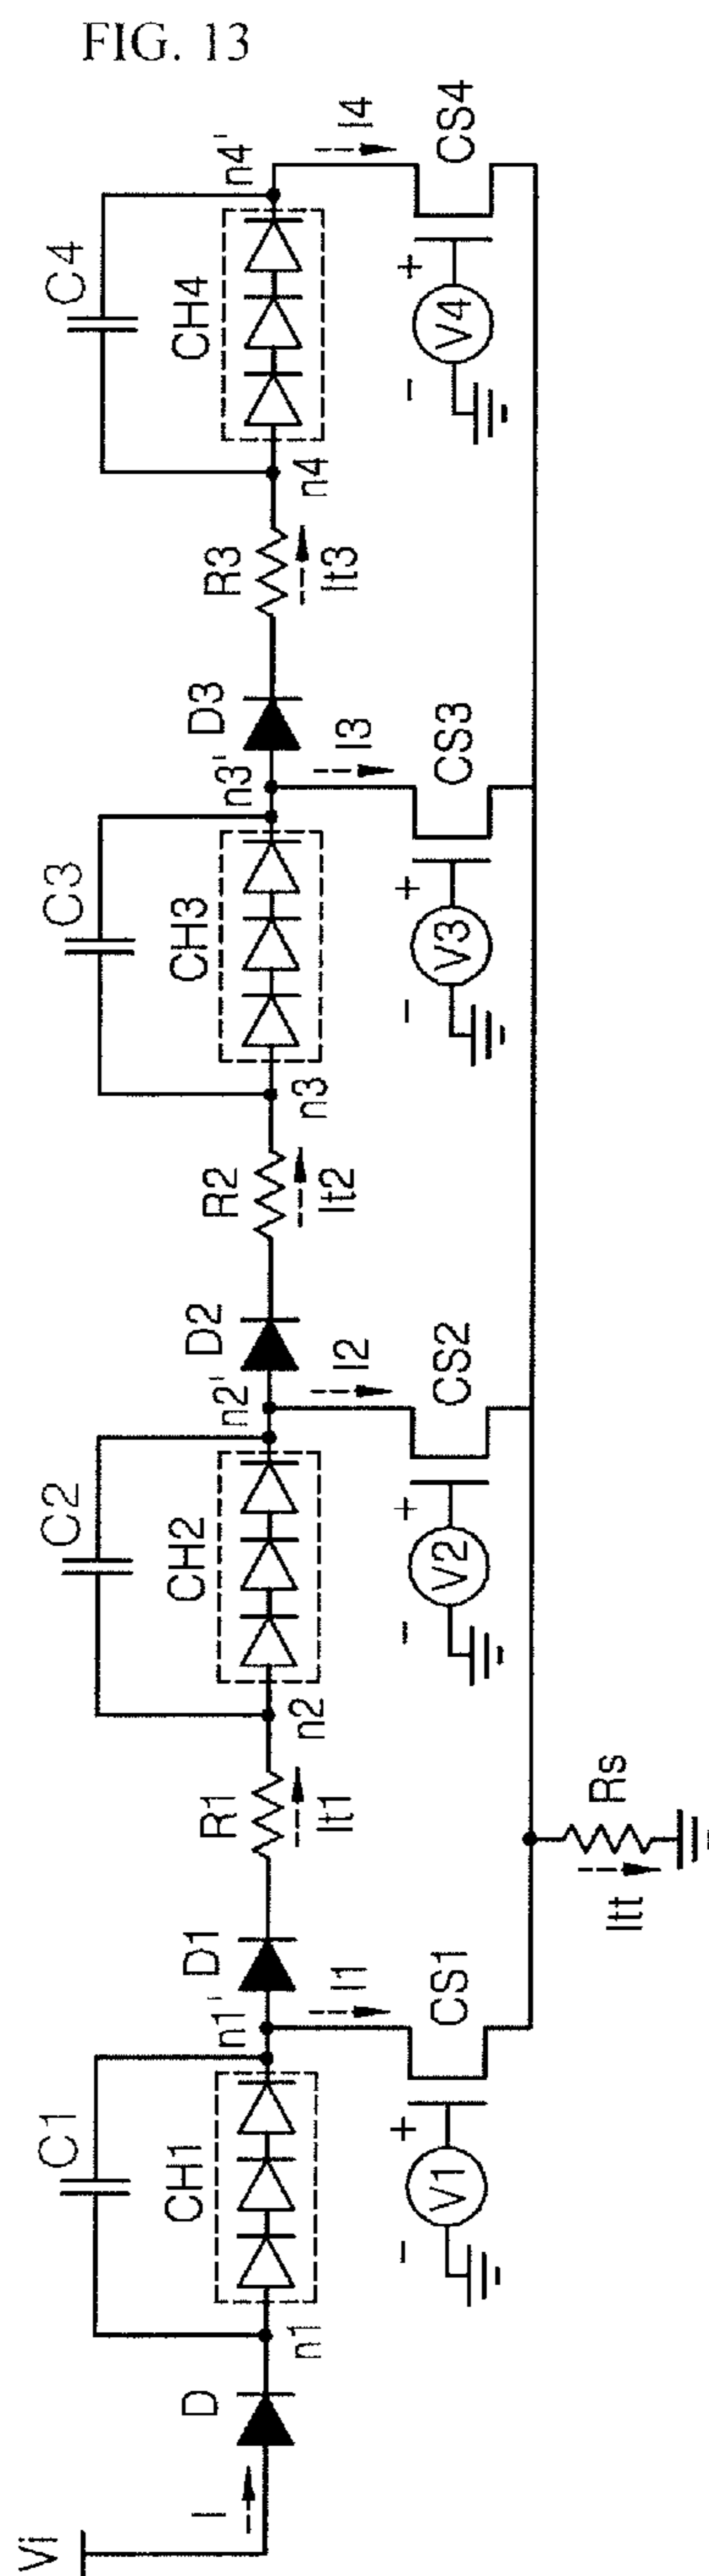 FIG. 13
Vi
I
D
n1
C1
CH1
n1'
I1
CS1
V1
+
-
D1
R1
It1
n2
C2
CH2
n2'
I2
CS2
V2
+
-
D2
R2
It2
n3
C3
CH3
n3'
I3
CS3
V3
+
-
D3
R3
It3
n4
C4
CH4
n4'
I4
CS4
V4
+
-
Rs
Itt